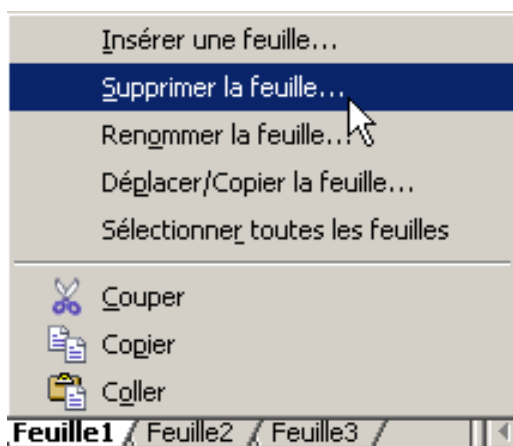 Insérer une feuille...
Supprimer la feuille...
Renommer la feuille...
Déplacer/Copier la feuille...
Sélectionner toutes les feuilles
Couper
Copier
Coller
Feuille1 / Feuille2 / Feuille3 /